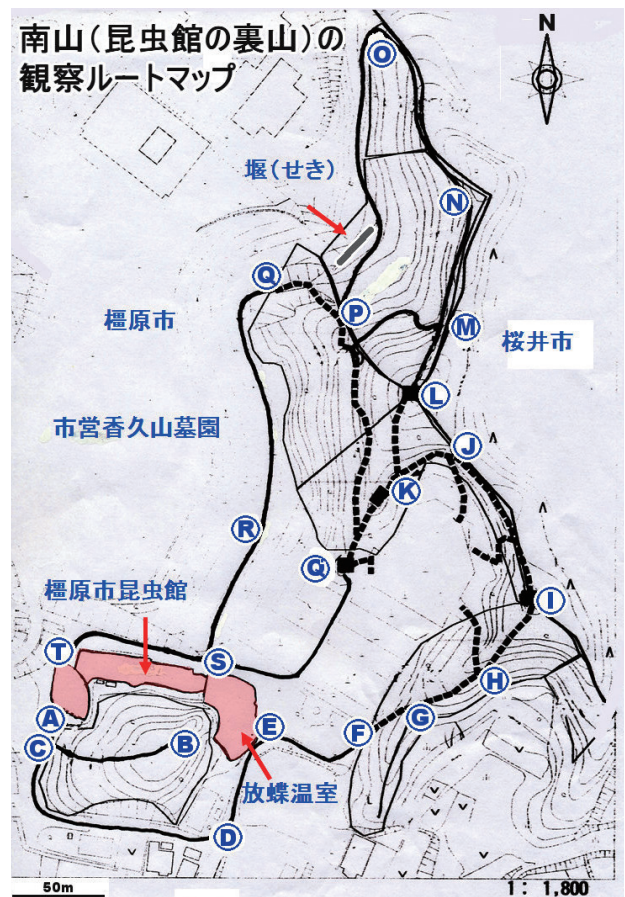 南山(昆虫館の裏山)の
観察ルートマップ
N
O
堰(せき)
N
Q
P
橿原市
M
桜井市
L
市営香久山墓園
J
K
R
Q
橿原市昆虫館
I
T
S
H
A
E
G
C
B
F
放蝶温室
D
50m
1: 1,800